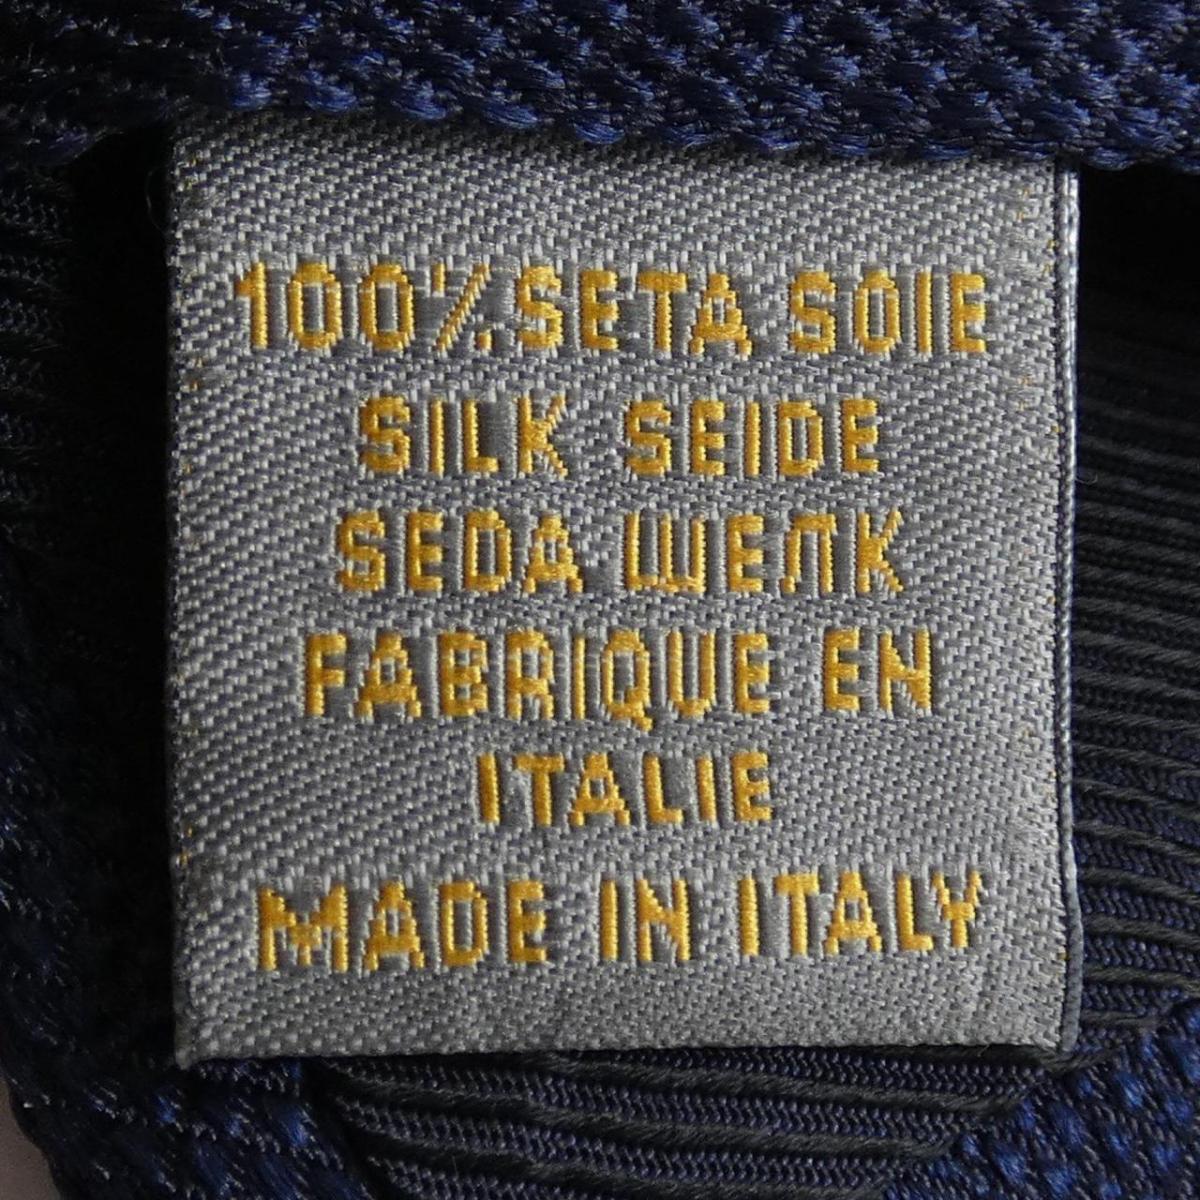 100% SETA SOIE
SILK SEIDE
SEDA ШЕЛК
FABRIQUE EN
ITALIE
MADE IN ITALY